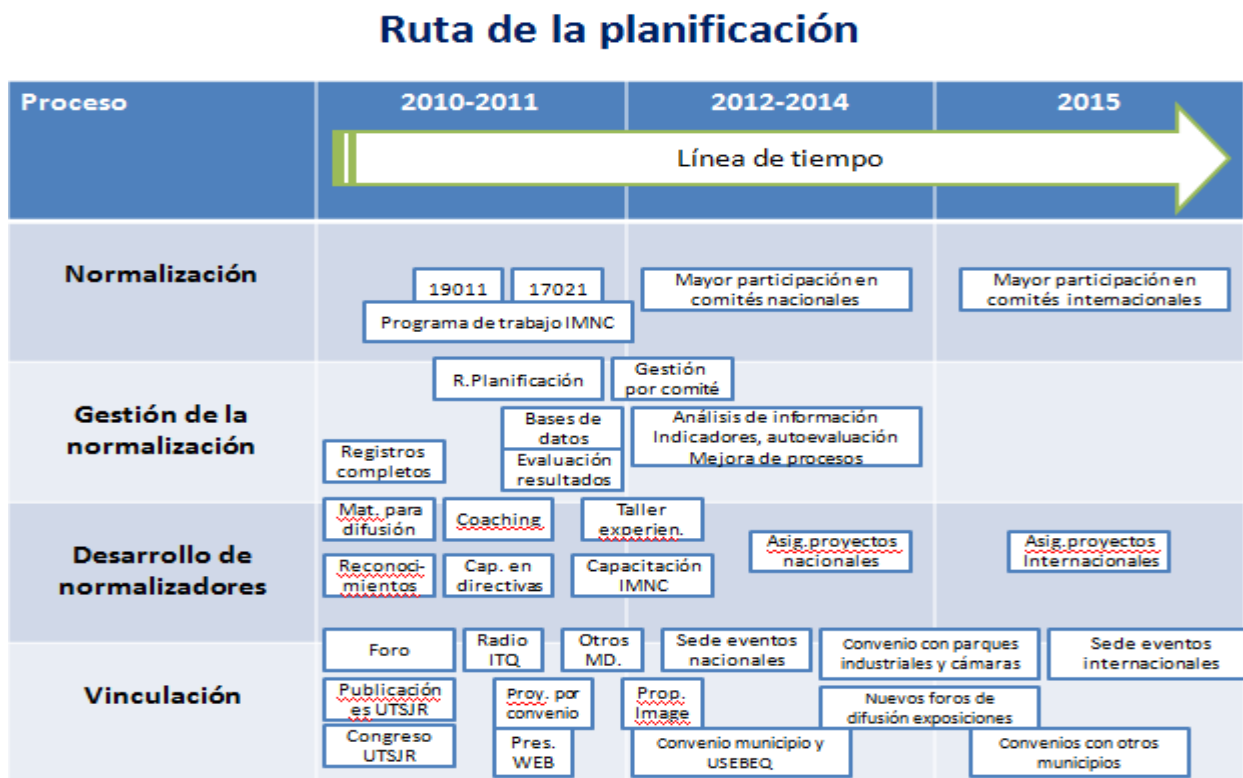 Ruta de la planificación
Proceso
2010-2011
2012-2014
2015
Línea de tiempo
Normalización
19011
17021
Programa de trabajo IMNC
Mayor participación en
comités nacionales
Mayor participación en
comités internacionales
Gestión de la
normalización
R.Planificación
Gestión
por comité
Bases de
datos
Análisis de información
Indicadores, autoevaluación
Mejora de procesos
Registros
completos
Evaluación
resultados
Desarrollo de
normalizadores
Mat. para
difusión
Coaching
Taller
experien.
Asig.proyectos
nacionales
Asig.proyectos
Internacionales
Reconoci-
mientos
Cap. en
directivas
Capacitación
IMNC
Vinculación
Foro
Radio
ITQ
Otros
MD.
Sede eventos
nacionales
Convenio con parques
industriales y cámaras
Sede eventos
internacionales
Publicación
es UTSJR
Proy. por
convenio
Prop.
Image
Nuevos foros de
difusión exposiciones
Congreso
UTSJR
Pres.
WEB
Convenio municipio y
USEBEQ
Convenios con otros
municipios